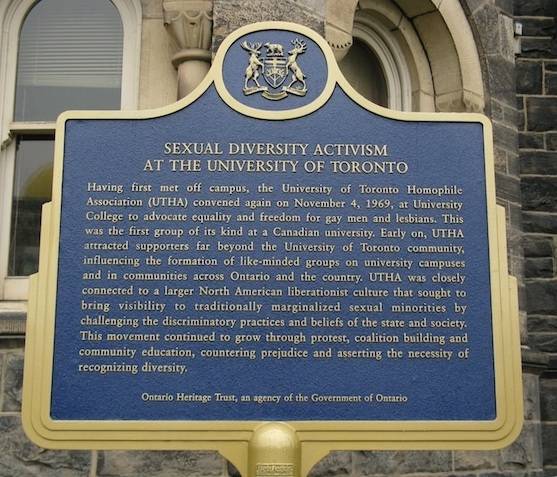 SEXUAL DIVERSITY ACTIVISM
AT THE UNIVERSITY OF TORONTO
Having first met off campus, the University of Toronto Homophile
Association (UTHA) convened again on November 4, 1969, at University
College to advocate equality and freedom for gay men and lesbians. This
was the first group of its kind at a Canadian university. Early on, UTHA
attracted supporters far beyond the University of Toronto community,
influencing the formation of like-minded groups on university campuses
and in communities across Ontario and the country. UTHA was closely
connected to a larger North American liberationist culture that sought to
bring visibility to traditionally marginalized sexual minorities by
challenging the discriminatory practices and beliefs of the state and society.
This movement continued to grow through protest, coalition building and
community education, countering prejudice and asserting the necessity of
recognizing diversity.
Ontario Heritage Trust, an agency of the Government of Ontario